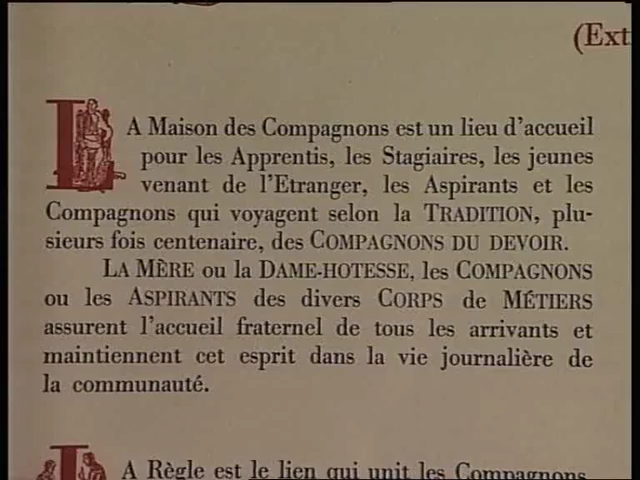 (Ext
LA Maison des Compagnons est un lieu d'accueil
pour les Apprentis, les Stagiaires, les jeunes
venant de l'Etranger, les Aspirants et les
Compagnons qui voyagent selon la TRADITION, plu-
sieurs fois centenaire, des COMPAGNONS DU DEVOIR.
LA MÈRE ou la DAME-HOTESSE, les COMPAGNONS
ou les ASPIRANTS des divers CORPS de MÉTIERS
assurent l'accueil fraternel de tous les arrivants et
maintiennent cet esprit dans la vie journalière de
la communauté.
LA Règle est le lien qui unit les Compagnons